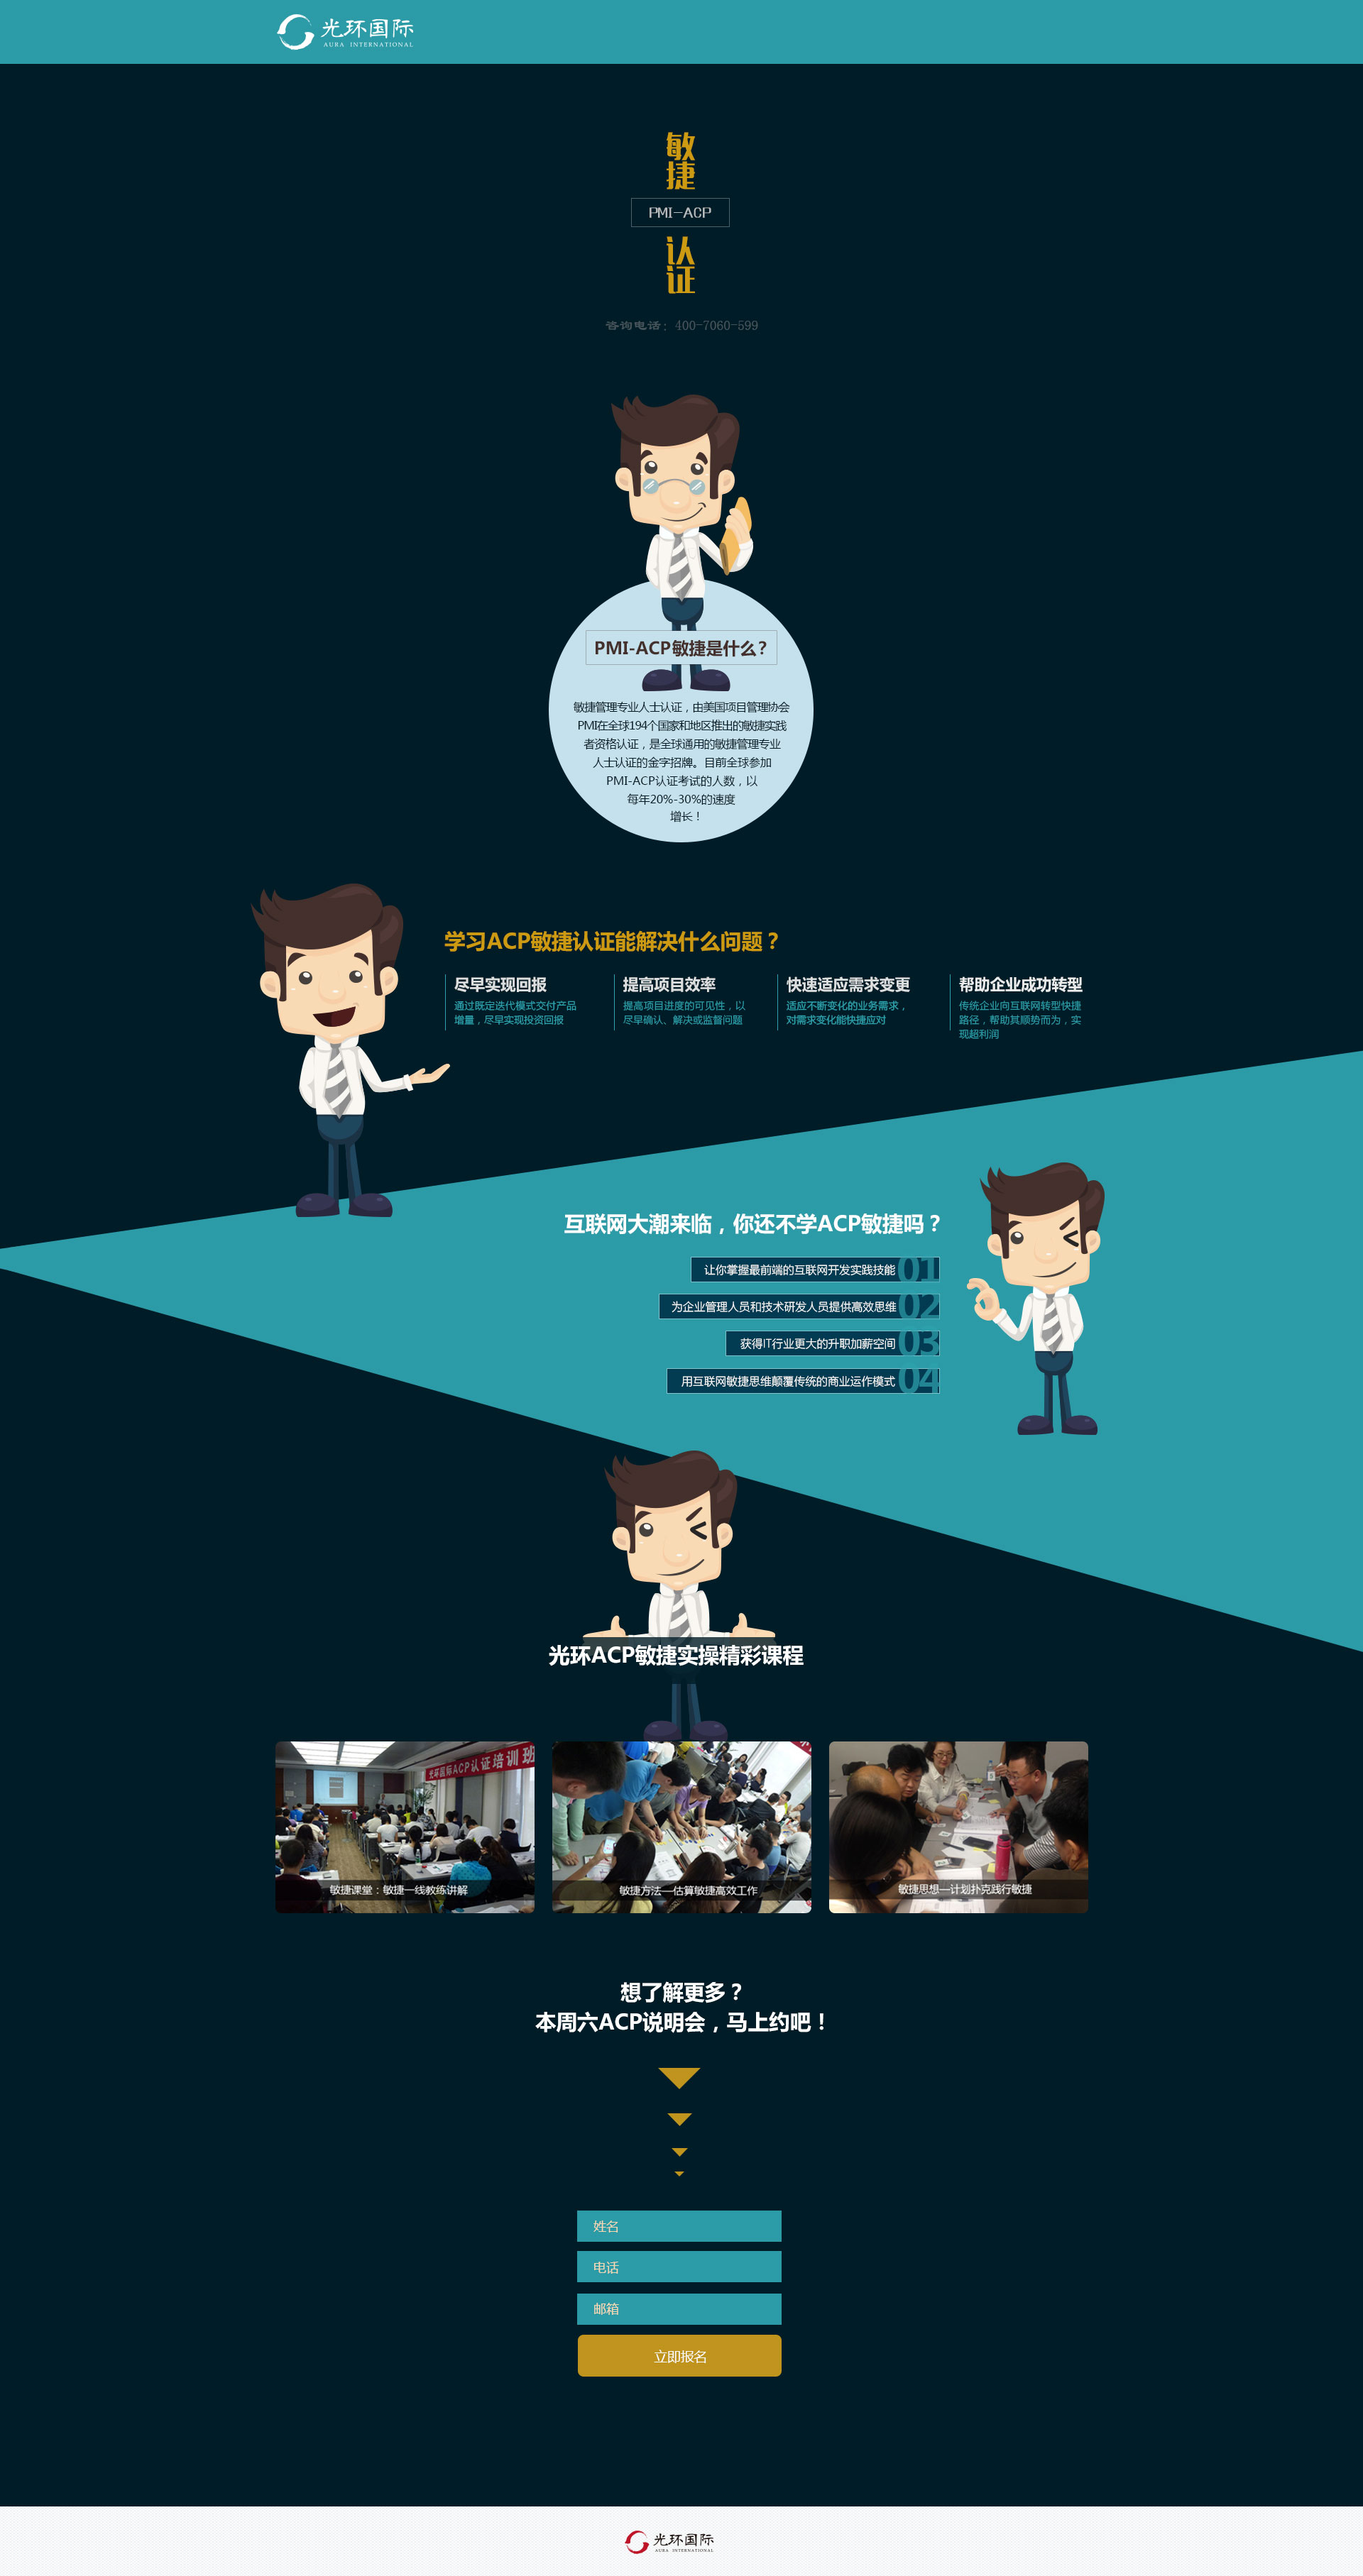 光环国际
AURA INTERNATIONAL
敏捷
PMI-ACP
认证
咨询电话：400-7060-599
PMI-ACP敏捷是什么？
敏捷管理专业人士认证，由美国项目管理协会
PMI在全球194个国家和地区推出的敏捷实践
者资格认证，是全球通用的敏捷管理专业
人士认证的金字招牌。目前全球参加
PMI-ACP认证考试的人数，以
每年20%-30%的速度
增长！
学习ACP敏捷认证能解决什么问题？
尽早实现回报
通过既定迭代模式交付产品
增量，尽早实现投资回报
提高项目效率
提高项目进度的可见性，以
尽早确认、解决或监督问题
快速适应需求变更
适应不断变化的业务需求，
对需求变化能快捷应对
帮助企业成功转型
传统企业向互联网转型快捷
路径，帮助其顺势而为，实
现超利润
互联网大潮来临，你还不学ACP敏捷吗？
让你掌握最前端的互联网开发实践技能 01
为企业管理人员和技术研发人员提供高效思维 02
获得IT行业更大的升职加薪空间 03
用互联网敏捷思维颠覆传统的商业运作模式 04
光环ACP敏捷实操精彩课程
光环国际ACP认证培训班
敏捷课堂：敏捷一线教练讲解
敏捷方法—估算敏捷高效工作
敏捷思想—计划扑克践行敏捷
想了解更多？
本周六ACP说明会，马上约吧！
姓名
电话
邮箱
立即报名
光环国际
AURA INTERNATIONAL